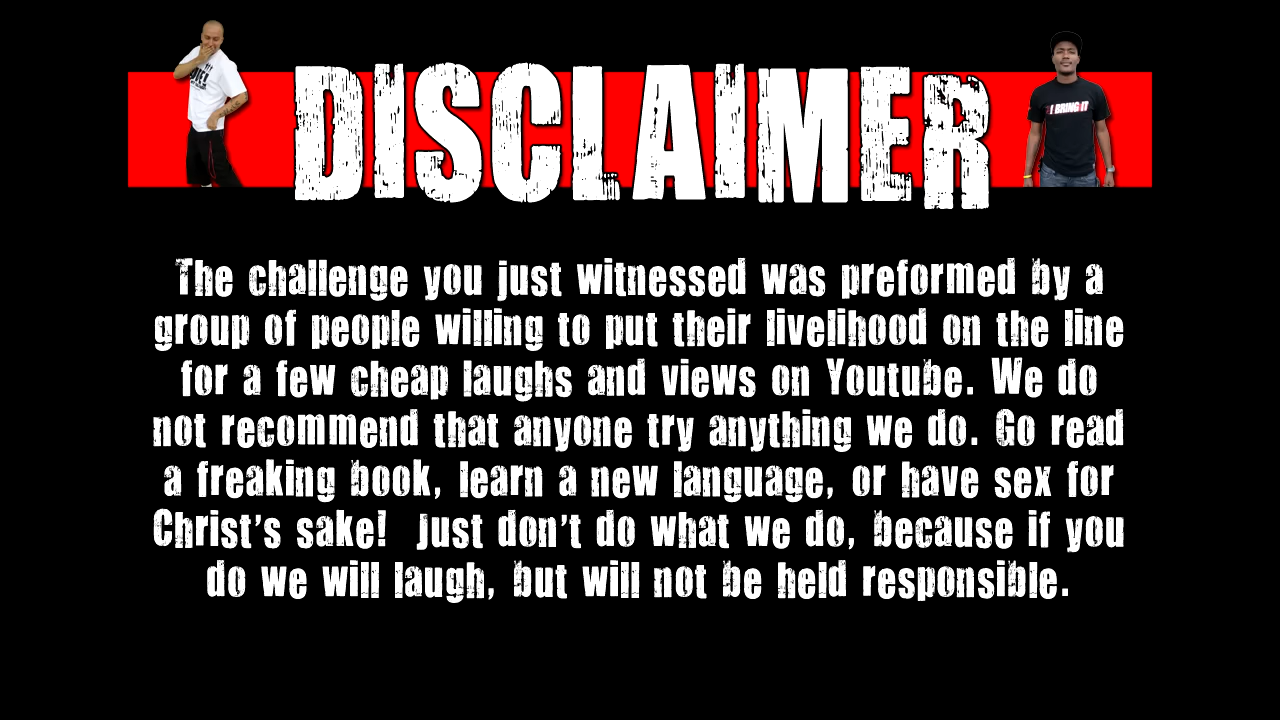 DISCLAIMER
I BRING IT
The challenge you just witnessed was preformed by a
group of people willing to put their livelihood on the line
for a few cheap laughs and views on Youtube. We do
not recommend that anyone try anything we do. Go read
a freaking book, learn a new language, or have sex for
Christ's sake!  Just don't do what we do, because if you
do we will laugh, but will not be held responsible.